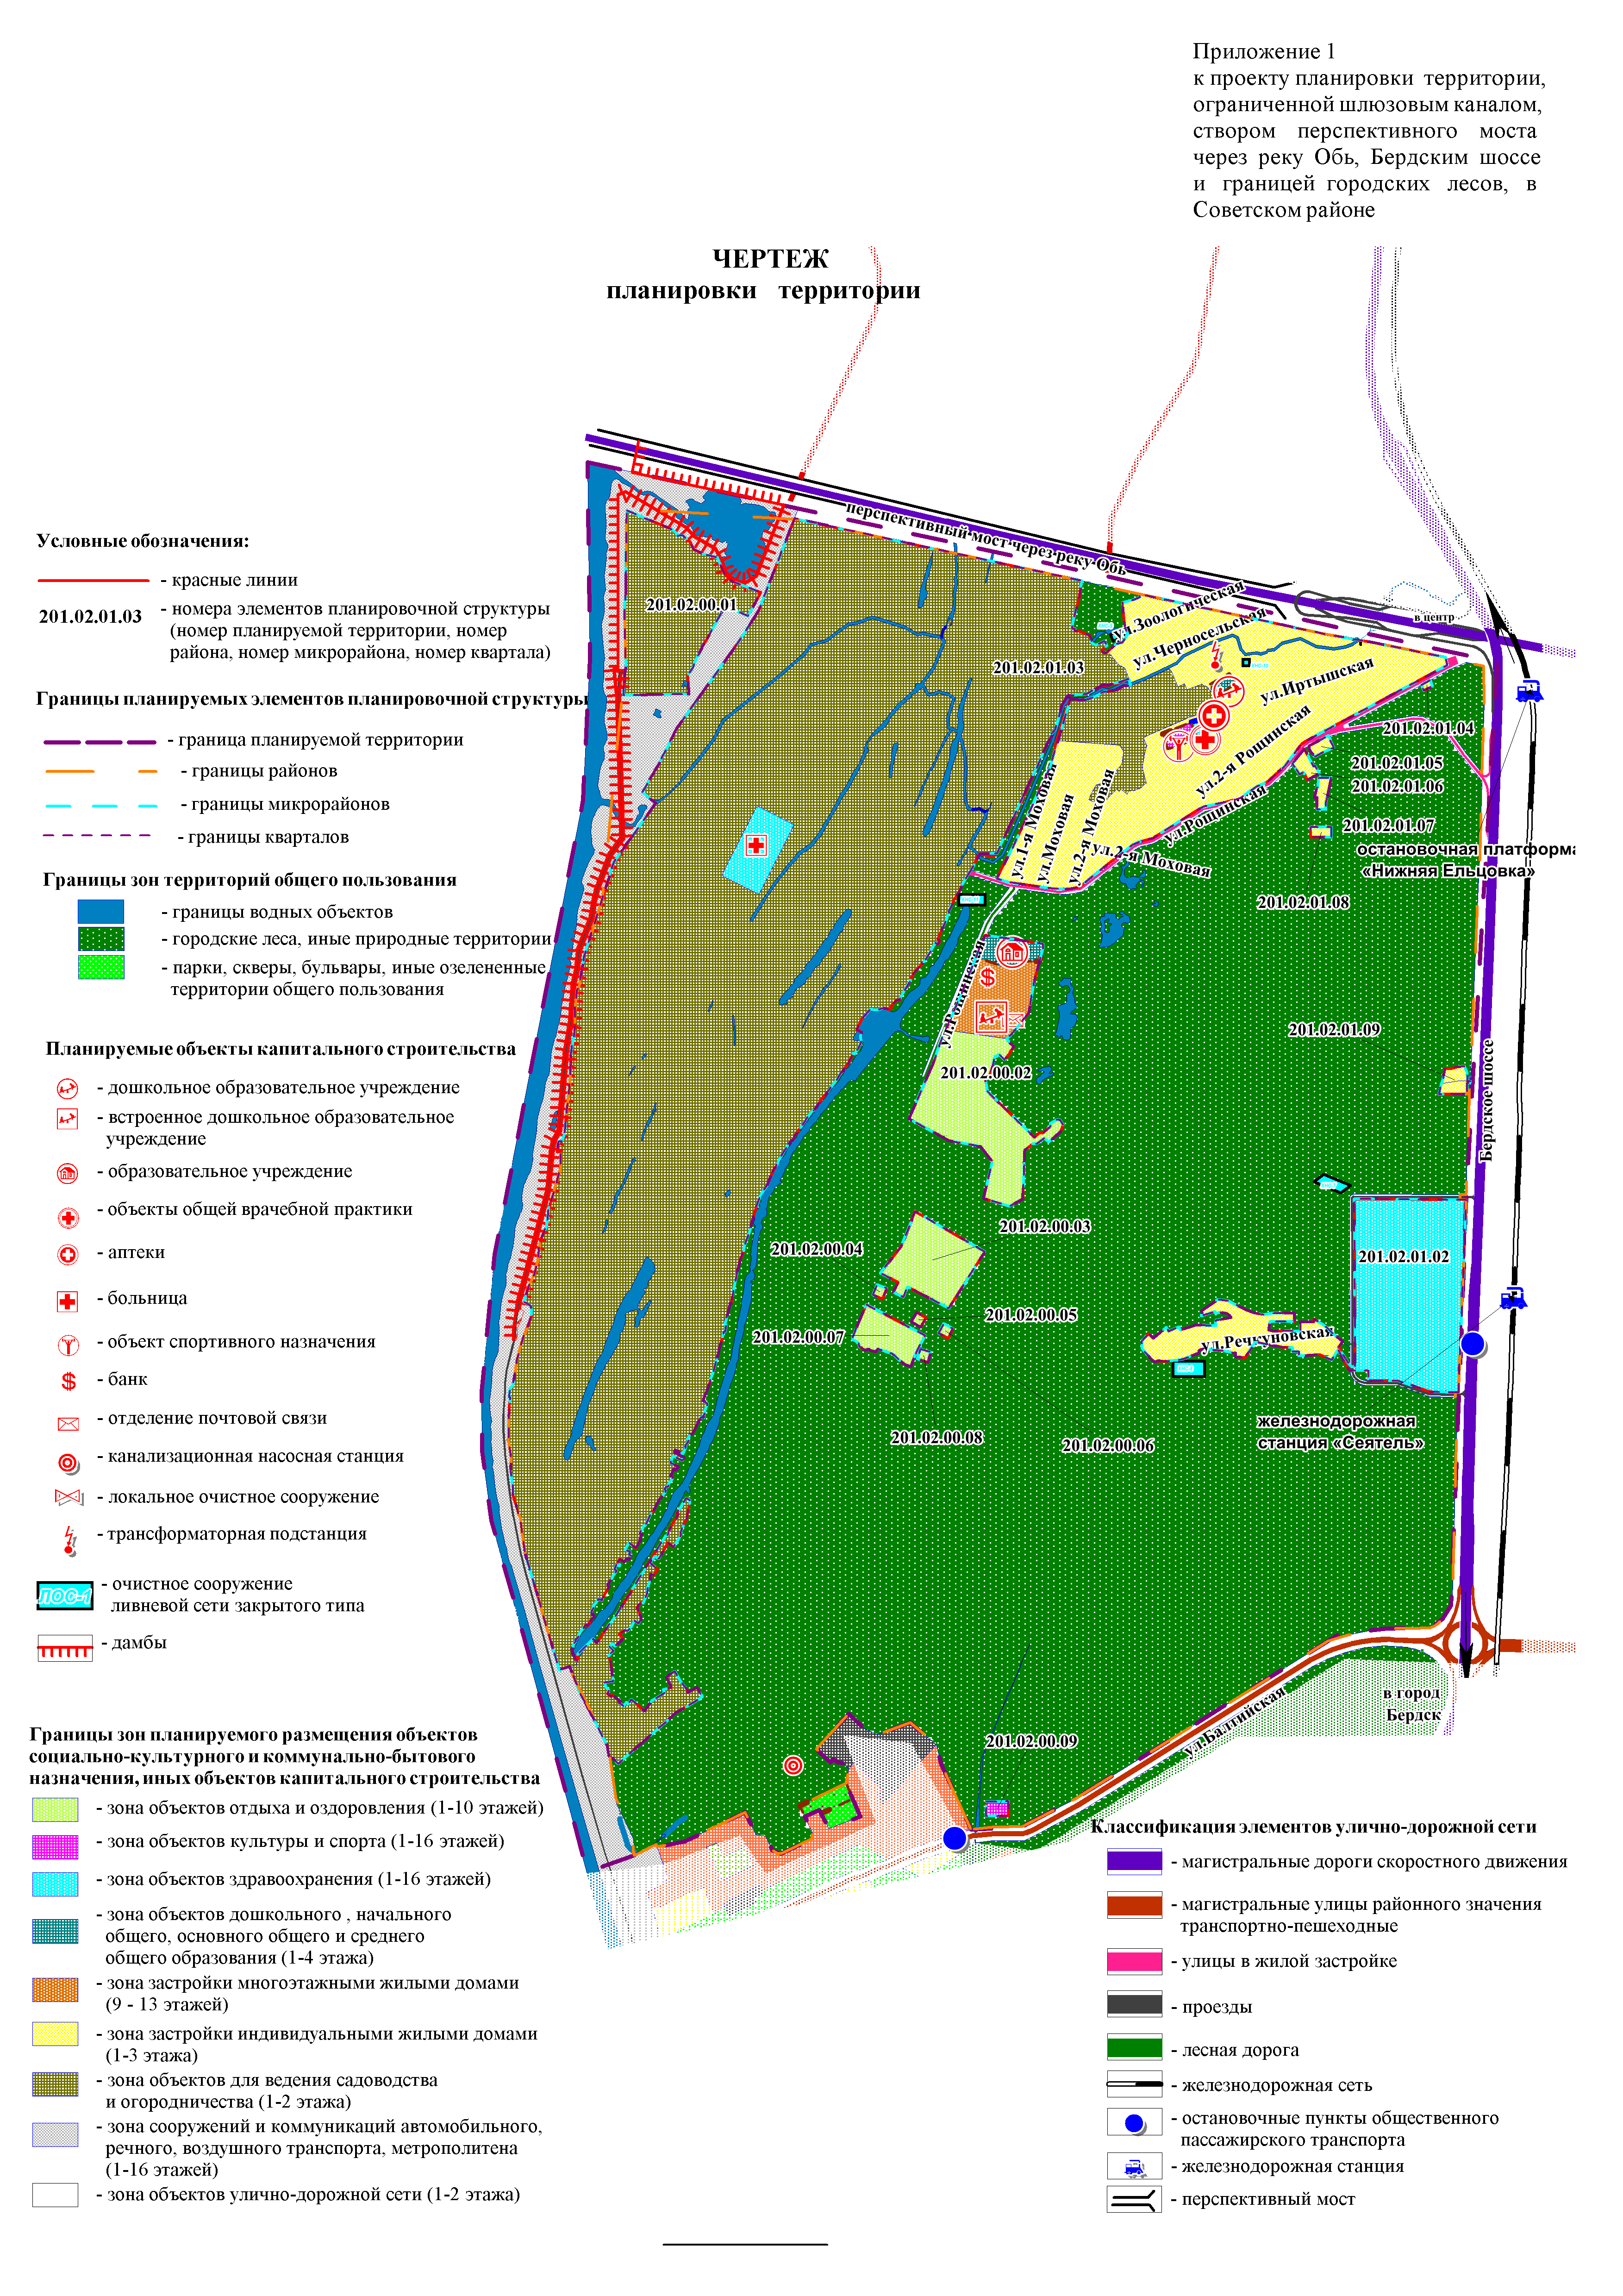 Приложение 1
к проекту планировки территории,
ограниченной шлюзовым каналом,
створом перспективного моста
через реку Обь, Бердским шоссе
и границей городских лесов, в
Советском районе
ЧЕРТЕЖ
планировки территории
Условные обозначения:
- красные линии
201.02.01.03
- номера элементов планировочной структуры
(номер планируемой территории, номер
района, номер микрорайона, номер квартала)
Границы планируемых элементов планировочной структуры
- граница планируемой территории
- границы районов
- границы микрорайонов
- границы кварталов
Границы зон территорий общего пользования
- границы водных объектов
- городские леса, иные природные территории
- парки, скверы, бульвары, иные озелененные
территории общего пользования
Планируемые объекты капитального строительства
- дошкольное образовательное учреждение
- встроенное дошкольное образовательное
учреждение
- образовательное учреждение
- объекты общей врачебной практики
- аптеки
- больница
- объект спортивного назначения
- банк
- отделение почтовой связи
- канализационная насосная станция
- локальное очистное сооружение
- трансформаторная подстанция
ЛОС-1
- очистное сооружение
ливневой сети закрытого типа
- дамбы
Границы зон планируемого размещения объектов
социально-культурного и коммунально-бытового
назначения, иных объектов капитального строительства
- зона объектов отдыха и оздоровления (1-10 этажей)
- зона объектов культуры и спорта (1-16 этажей)
- зона объектов здравоохранения (1-16 этажей)
- зона объектов дошкольного , начального
общего, основного общего и среднего
общего образования (1-4 этажа)
- зона застройки многоэтажными жилыми домами
(9 - 13 этажей)
- зона застройки индивидуальными жилыми домами
(1-3 этажа)
- зона объектов для ведения садоводства
и огородничества (1-2 этажа)
- зона сооружений и коммуникаций автомобильного,
речного, воздушного транспорта, метрополитена
(1-16 этажей)
- зона объектов улично-дорожной сети (1-2 этажа)
перспективный мост через реку Обь
201.02.00.01
ул.Зоологическая
ул.Черносельская
в центр
201.02.01.03
ул.Иртышская
ул.2-я Рощинская
201.02.01.04
201.02.01.05
201.02.01.06
ул.1-я Моховая
ул.Моховая
ул.2-я Моховая
ул.Рощинская
201.02.01.07
ул.2-я Моховая
остановочная платформа
«Нижняя Ельцовка»
201.02.01.08
ул.Рощинская
201.02.01.09
201.02.00.02
Бердское шоссе
201.02.00.03
201.02.00.04
201.02.01.02
201.02.00.05
201.02.00.07
ул.Речкуновская
железнодорожная
станция «Сеятель»
201.02.00.08
201.02.00.06
в город
Бердск
ул.Балтийская
201.02.00.09
Классификация элементов улично-дорожной сети
- магистральные дороги скоростного движения
- магистральные улицы районного значения
транспортно-пешеходные
- улицы в жилой застройке
- проезды
- лесная дорога
- железнодорожная сеть
- остановочные пункты общественного
пассажирского транспорта
- железнодорожная станция
- перспективный мост